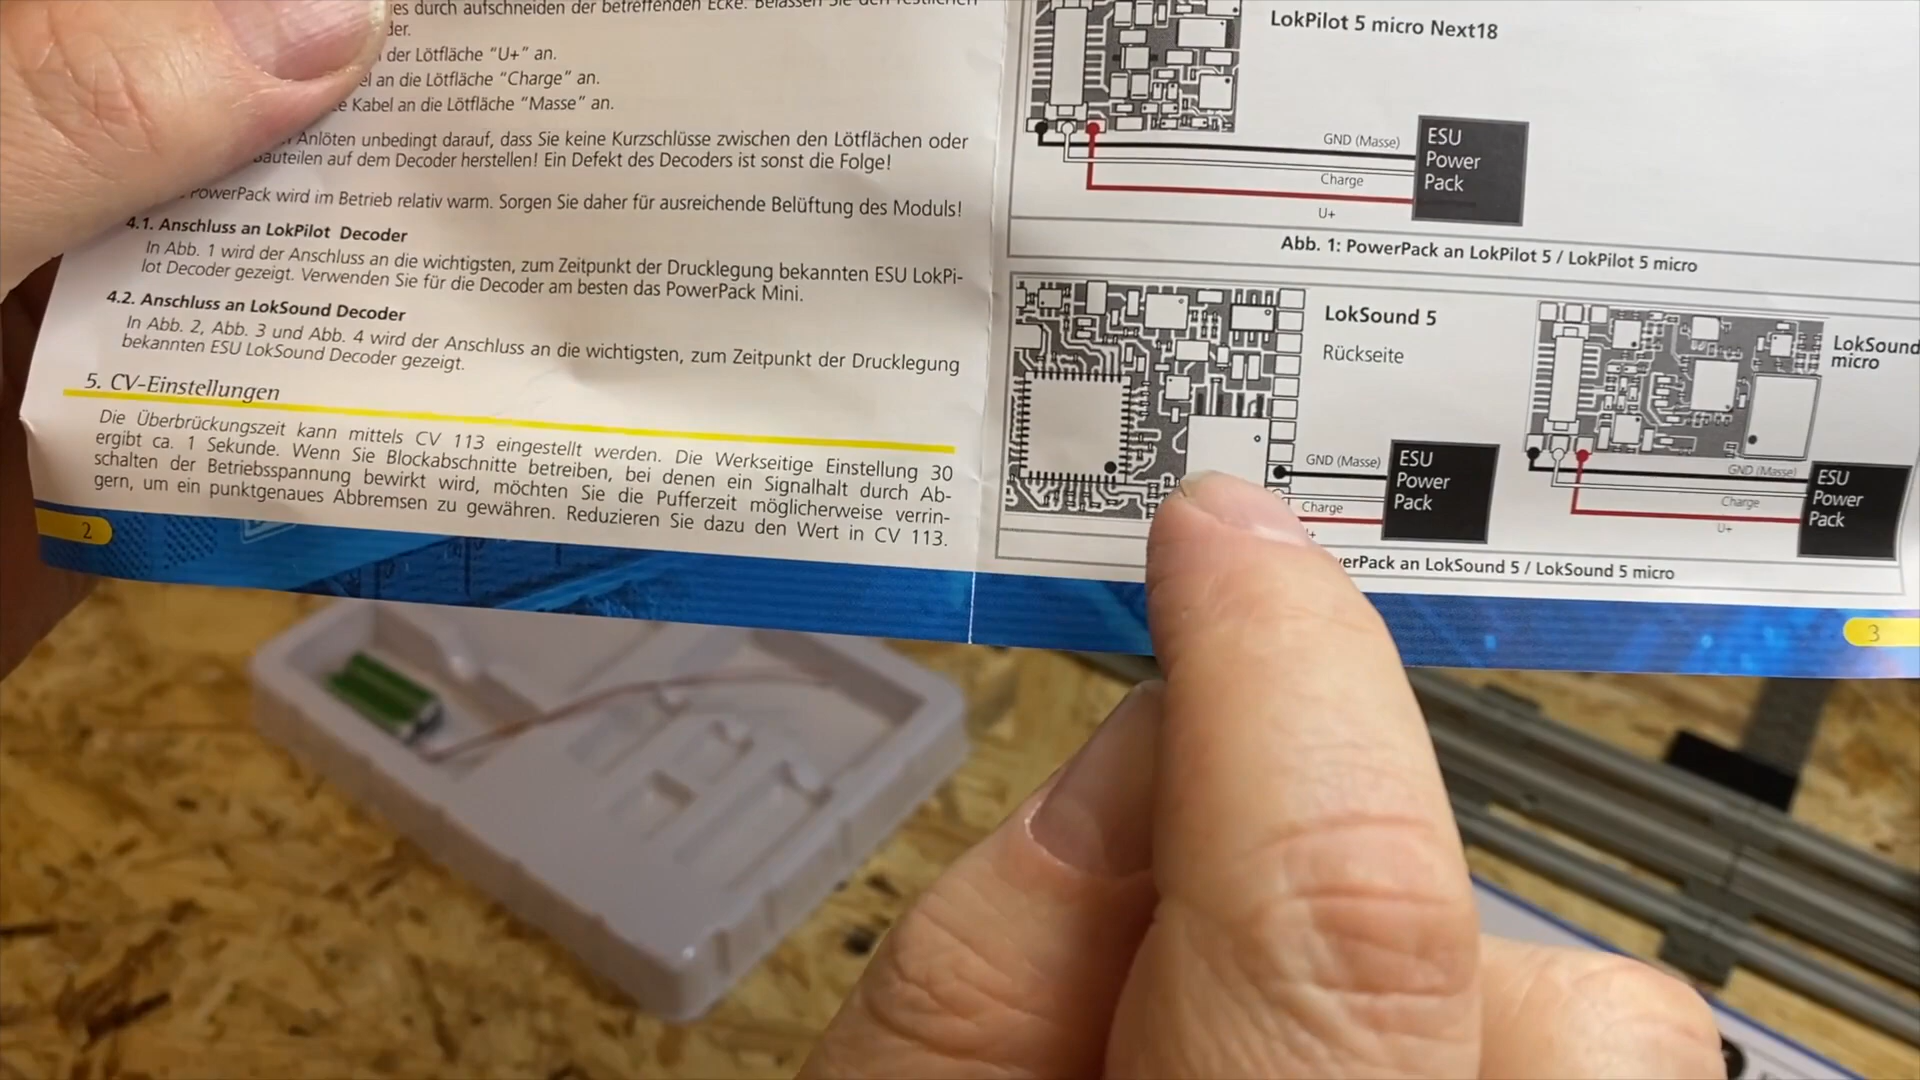 durch aufschneiden der betreffenden Ecke. Belassen Sie den restlichen
der Lötfläche “U+” an.
an die Lötfläche “Charge” an.
Kabel an die Lötfläche “Masse” an.
Anlöten unbedingt darauf, dass Sie keine Kurzschlüsse zwischen den Lötflächen oder
auf dem Decoder herstellen! Ein Defekt des Decoders ist sonst die Folge!
PowerPack wird im Betrieb relativ warm. Sorgen Sie daher für ausreichende Belüftung des Moduls!
4.1. Anschluss an LokPilot Decoder
In Abb. 1 wird der Anschluss an die wichtigsten, zum Zeitpunkt der Drucklegung bekannten ESU LokPi-
lot Decoder gezeigt. Verwenden Sie für die Decoder am besten das PowerPack Mini.
4.2. Anschluss an LokSound Decoder
In Abb. 2, Abb. 3 und Abb. 4 wird der Anschluss an die wichtigsten, zum Zeitpunkt der Drucklegung
bekannten ESU LokSound Decoder gezeigt.
5. CV-Einstellungen
Die Überbrückungszeit kann mittels CV 113 eingestellt werden. Die Werkseitige Einstellung 30
ergibt ca. 1 Sekunde. Wenn Sie Blockabschnitte betreiben, bei denen ein Signalhalt durch Ab-
schalten der Betriebsspannung bewirkt wird, möchten Sie die Pufferzeit möglicherweise verrin-
gern, um ein punktgenaues Abbremsen zu gewähren. Reduzieren Sie dazu den Wert in CV 113.
2
LokPilot 5 micro Next18
GND (Masse)
Charge
U+
ESU
Power
Pack
Abb. 1: PowerPack an LokPilot 5 / LokPilot 5 micro
LokSound 5
Rückseite
GND (Masse)
Charge
ESU
Power
Pack
LokSound
micro
GND (Masse)
Charge
U+
ESU
Power
Pack
an LokSound 5 / LokSound 5 micro
3